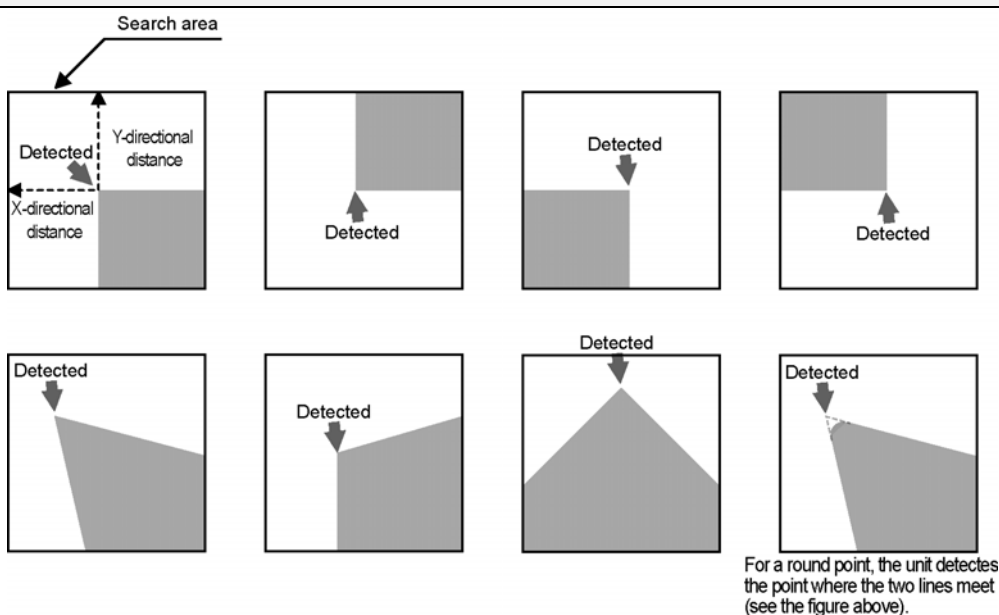 Search area
Y-directional
distance
Detected
X-directional
distance
Detected
Detected
Detected
Detected
Detected
Detected
Detected
For a round point, the unit detectes
the point where the two lines meet
(see the figure above).